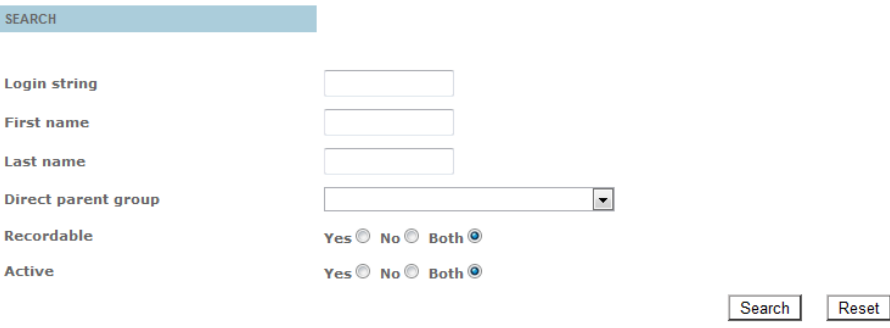 SEARCH
Login string
First name
Last name
Direct parent group
Recordable Yes No Both
Active Yes No Both
Search Reset